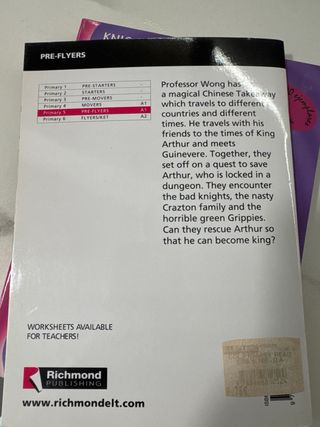 PRE-FLYERS
Primary 1 PRE-STARTERS -
Primary 2 STARTERS -
Primary 3 PRE-MOVERS -
Primary 4 MOVERS A1
Primary 5 PRE-FLYERS A1
Primary 6 FLYERS/KET A2
Professor Wong has
a magical Chinese Takeaway
which travels to different
countries and different
times. He travels with his
friends to the times of King
Arthur and meets
Guinevere. Together, they
set off on a quest to save
Arthur, who is locked in a
dungeon. They encounter
the bad knights, the nasty
Crazton family and the
horrible green Grippies.
Can they rescue Arthur so
that he can become king?
WORKSHEETS AVAILABLE
FOR TEACHERS!
Richmond
PUBLISHING
www.richmondelt.com